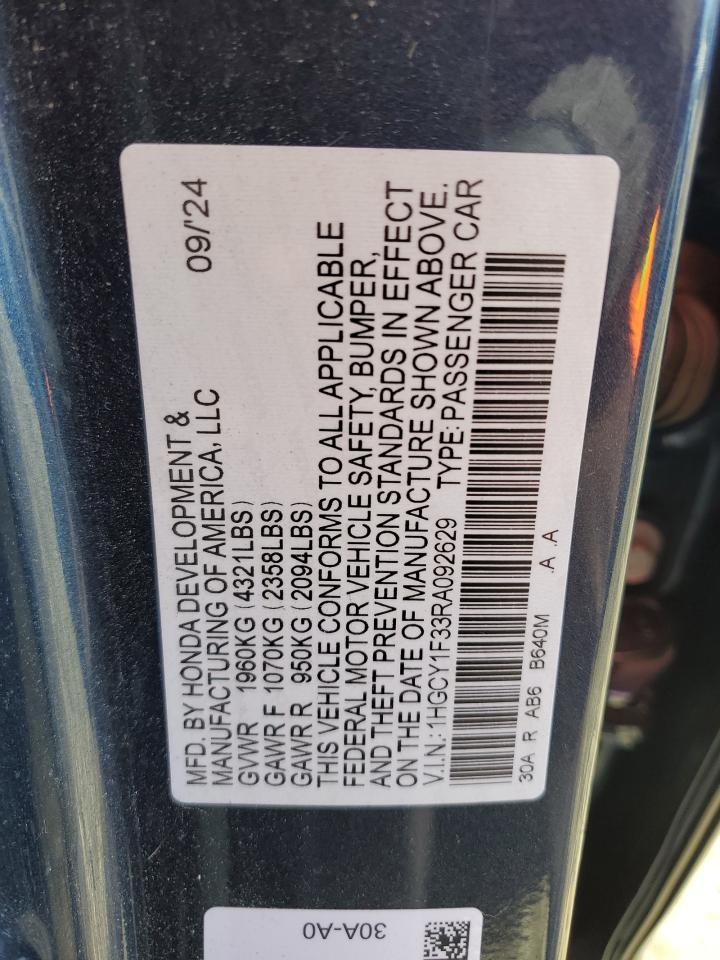 MFD. BY HONDA DEVELOPMENT &
MANUFACTURING OF AMERICA, LLC 09/'24
GVWR 1960KG (4321LBS)
GAWR F 1070KG (2358LBS)
GAWR R 950KG (2094LBS)
THIS VEHICLE CONFORMS TO ALL APPLICABLE
FEDERAL MOTOR VEHICLE SAFETY, BUMPER,
AND THEFT PREVENTION STANDARDS IN EFFECT
ON THE DATE OF MANUFACTURE SHOWN ABOVE.
V.I.N.: 1HGCY1F33RA092629 TYPE: PASSENGER CAR
30A R AB6 B640M .A .A
30A-A0